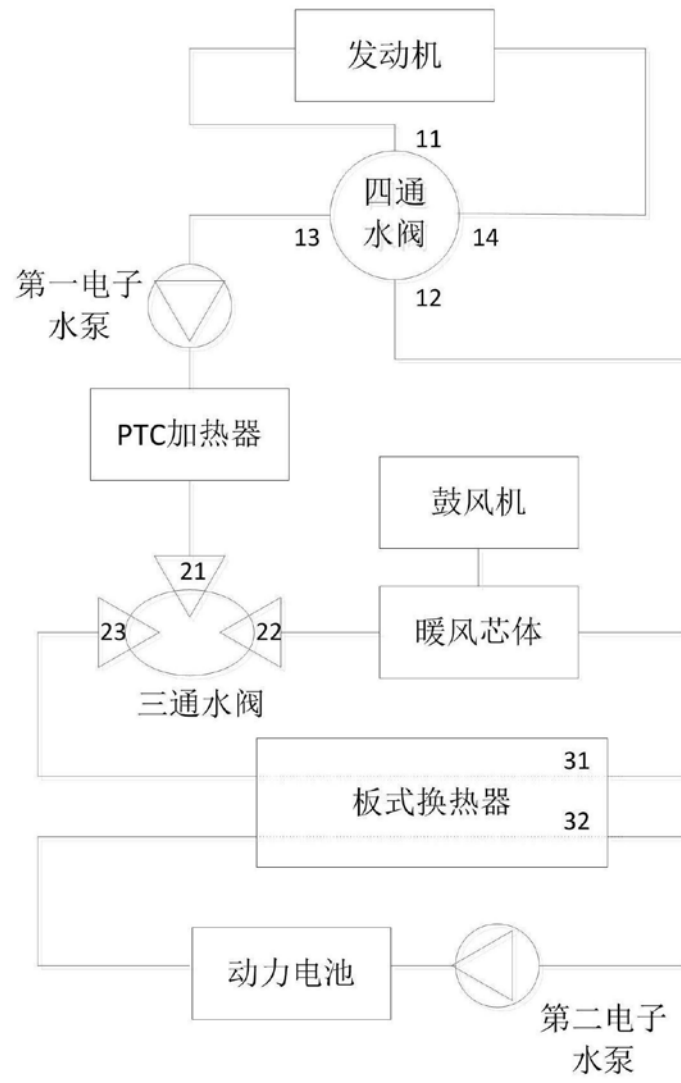 发动机
11
四通
水阀
13
14
12
第一电子
水泵
PTC加热器
鼓风机
21
23
22
暖风芯体
三通水阀
31
板式换热器
32
动力电池
第二电子
水泵